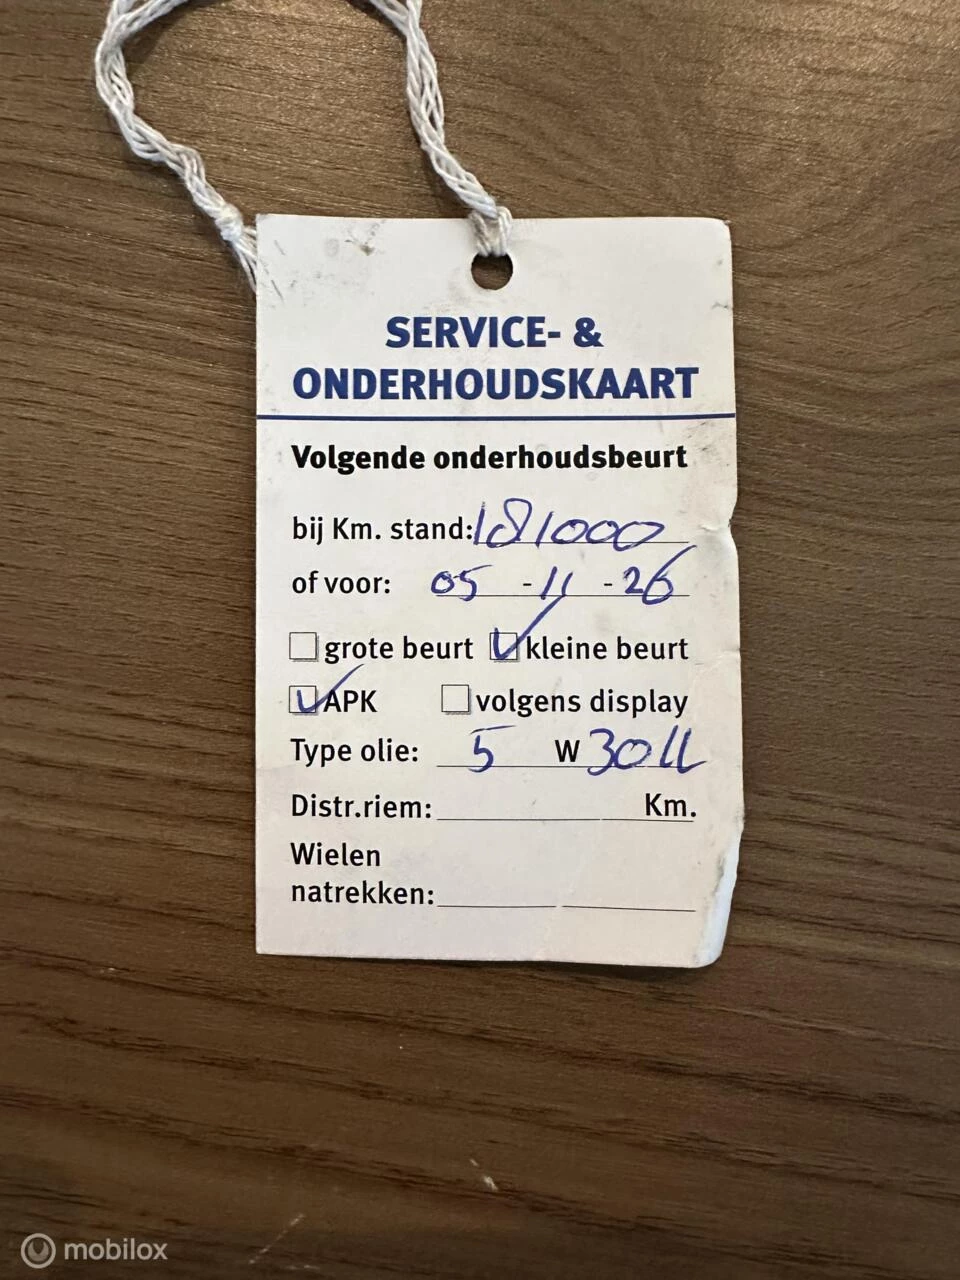 SERVICE- &
ONDERHOUDSKAART
Volgende onderhoudsbeurt
bij Km. stand: 181000
of voor: 05 - 11 - 26
grote beurt kleine beurt
APK volgens display
Type olie: 5 W 30 LL
Distr.riem: Km.
Wielen
natrekken:
mobilox